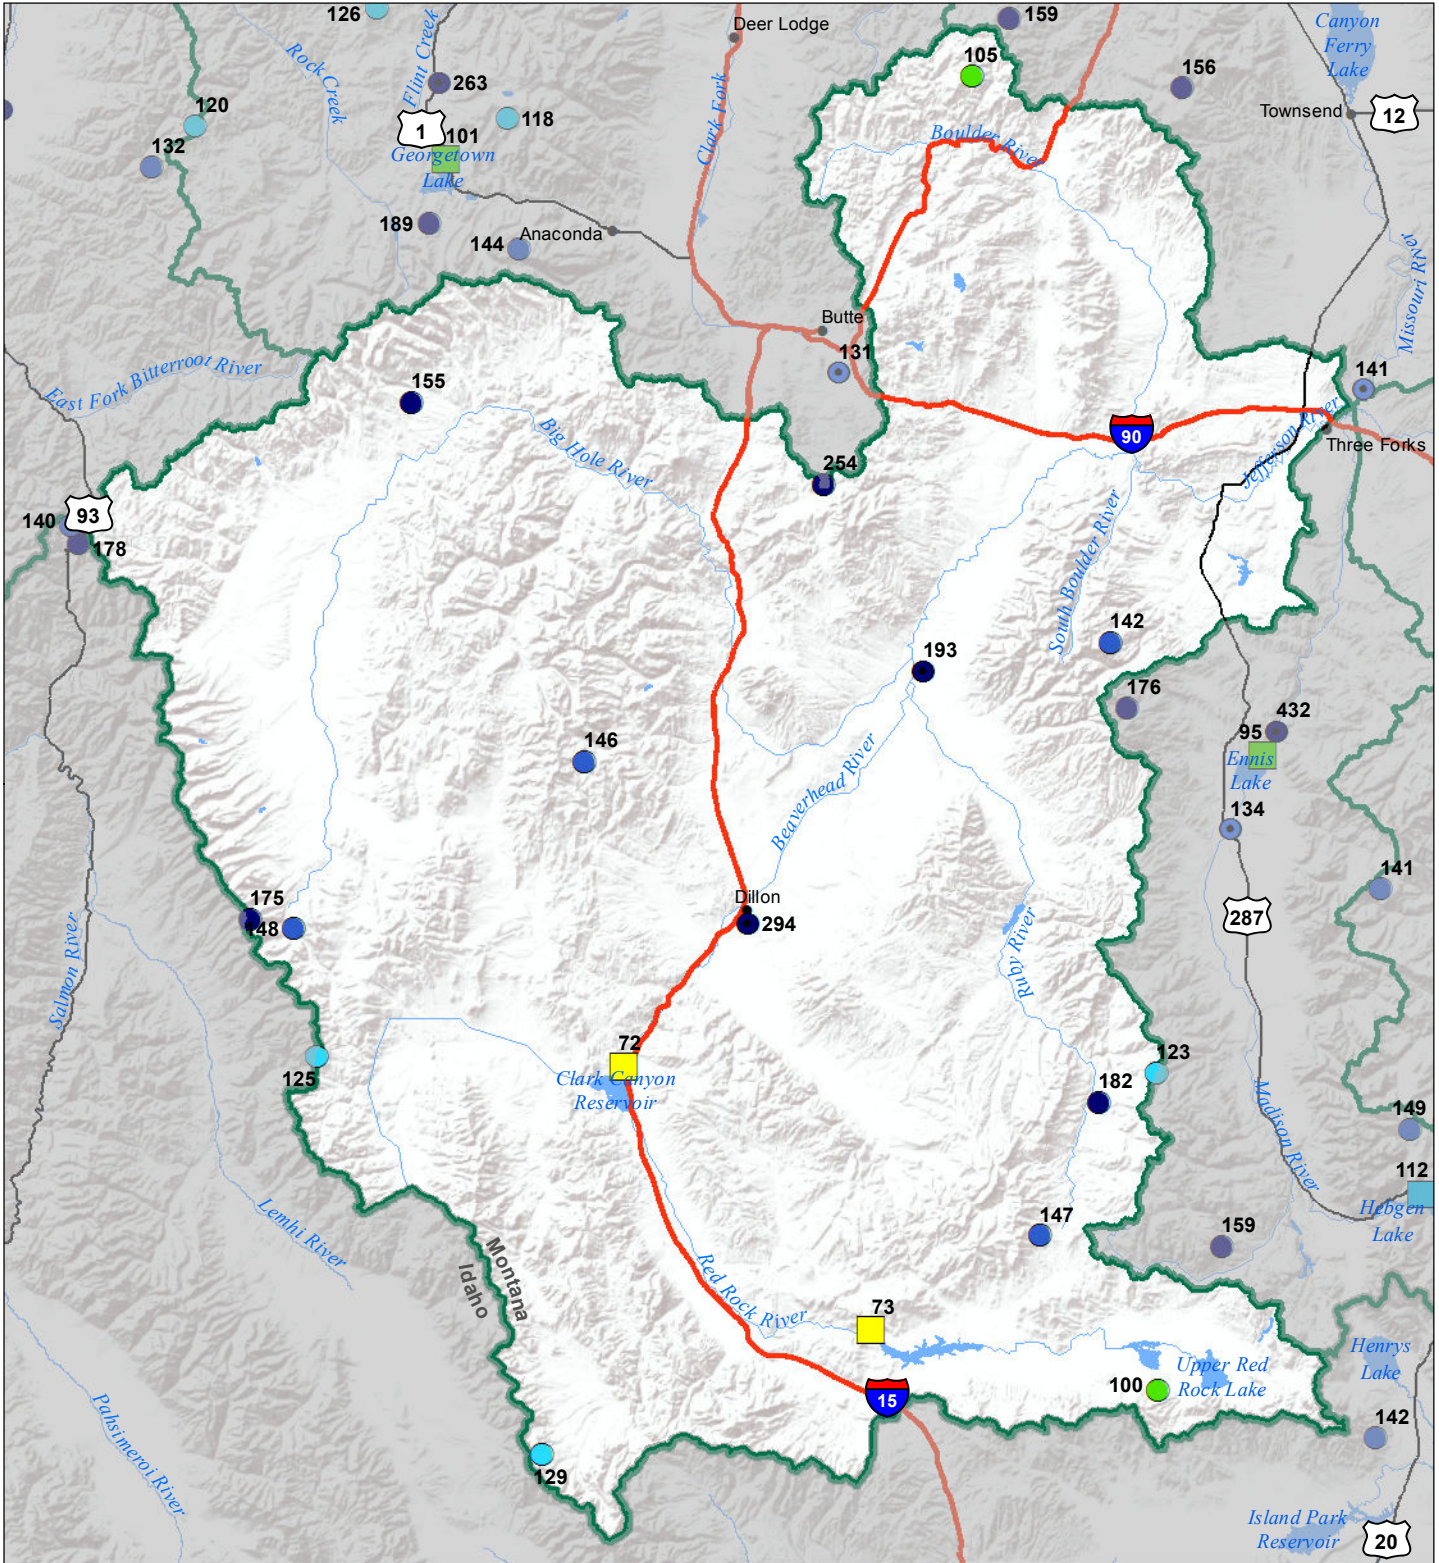 126
Rock Creek
Flint Creek
263
Deer Lodge
159
105
156
Canyon
Ferry
Lake
Townsend
12
120
132
1
101
118
Georgetown
Lake
Clark Fork
Boulder River
189
144
Anaconda
Missouri River
Butte
131
141
East Fork Bitterroot River
155
Big Hole River
90
Jefferson River
Three Forks
254
140
93
178
South Boulder River
142
193
176
432
95
Ennis
Lake
146
Beaverhead River
134
141
Dillon
294
175
148
287
Ruby River
Salmon River
72
Clark Canyon
Reservoir
125
123
182
Madison River
149
112
Hebgen
Lake
Lemhi River
Montana
Idaho
147
159
Red Rock River
73
Upper Red
Rock Lake
100
15
Henrys
Lake
142
Pahsimeroi River
129
Island Park
Reservoir
20